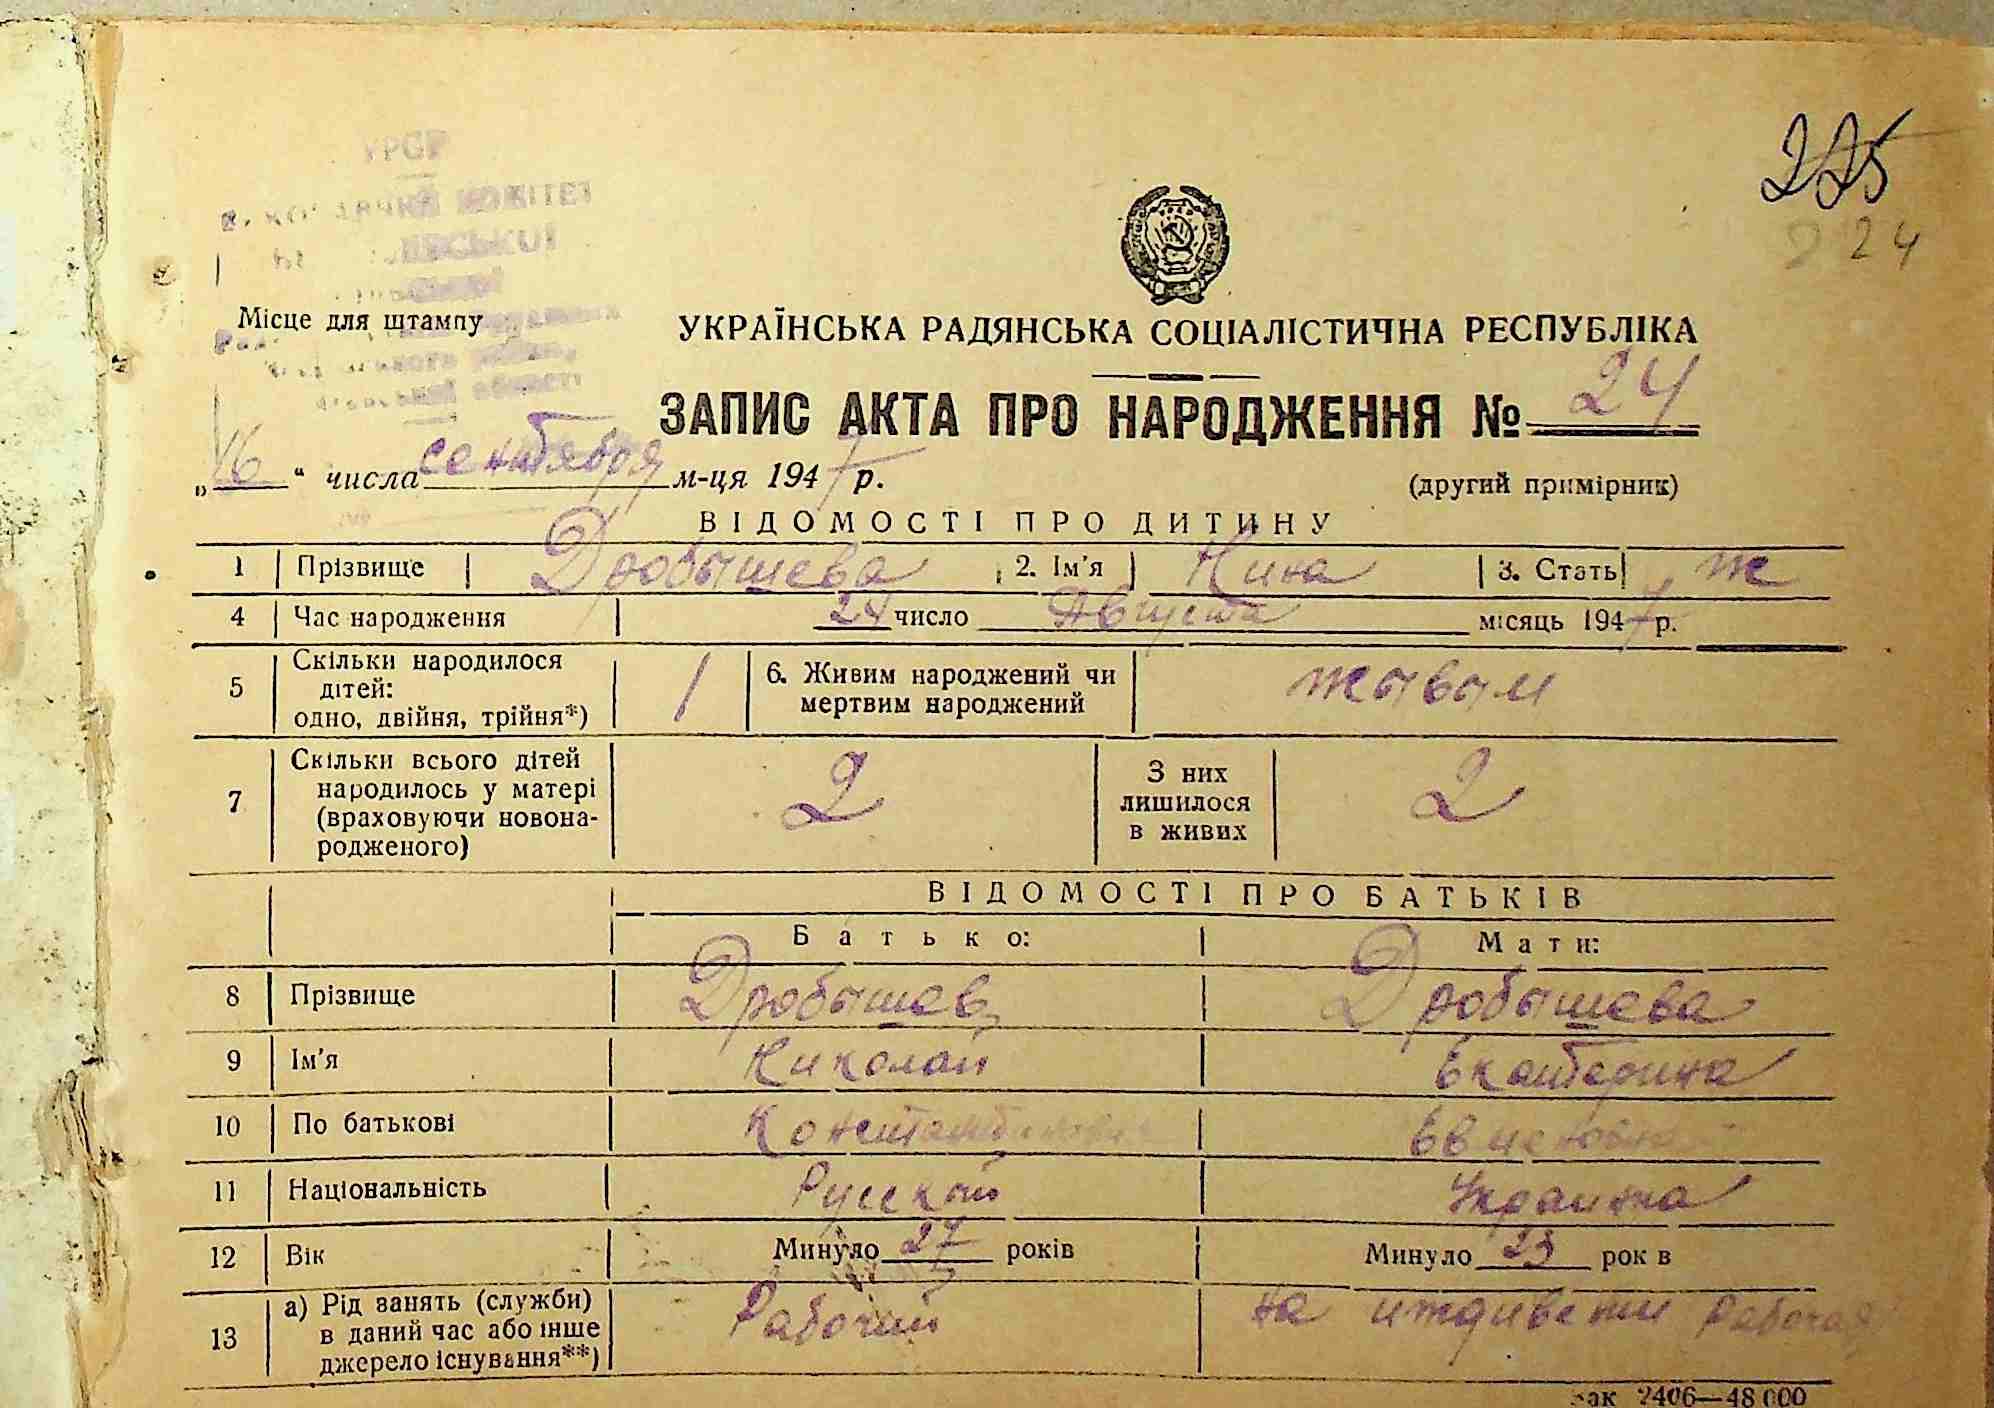 225
24
УРСР
КОМІТЕТ
Місце для штампу
УКРАЇНСЬКА РАДЯНСЬКА СОЦІАЛІСТИЧНА РЕСПУБЛІКА
ЗАПИС АКТА ПРО НАРОДЖЕННЯ № 24
„16“ числа сентября м-ця 1947 р.
(другий примірник)
ВІДОМОСТІ ПРО ДИТИНУ
1 Прізвище Дробышева 2. Ім'я Нина 3. Стать ж
4 Час народження 24 число Августа місяць 1947 р.
5 Скільки народилося дітей: одно, двійня, трійня*) 1 6. Живим народжений чи мертвим народжений жывым
7 Скільки всього дітей народилось у матері (враховуючи новонародженого) 2 З них лишилося в живих 2
ВІДОМОСТІ ПРО БАТЬКІВ
Батько: Мати:
8 Прізвище Дробышев Дробышева
9 Ім'я Николай Екатерина
10 По батькові
11 Національність Русский Украинка
12 Вік Минуло 27 років Минуло 23 рок в
13 а) Рід занять (служби) в даний час або інше джерело існування**) Рабочий на иждивети
2406—48 000